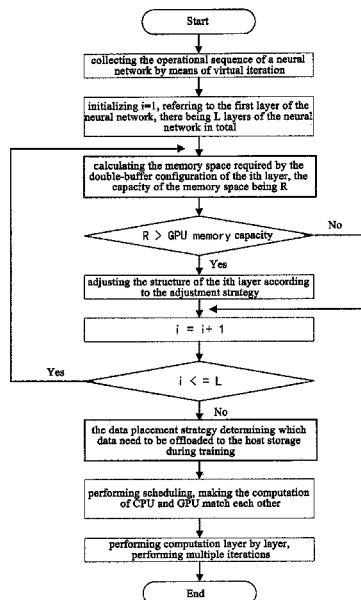 Start
collecting the operational sequence of a neural
network by means of virtual iteration
initializing i=1, referring to the first layer of the
neural network, there being L layers of the neural
network in total
calculating the memory space required by the
double-buffer configuration of the ith layer, the
capacity of the memory space being R
R > GPU memory capacity
No
Yes
adjusting the structure of the ith layer according
to the adjustment strategy
i = i+ 1
Yes
i <= L
No
the data placement strategy determining which
data need to be offloaded to the host storage
during training
performing scheduling, making the computation
of CPU and GPU match each other
performing computation layer by layer,
performing multiple iterations
End